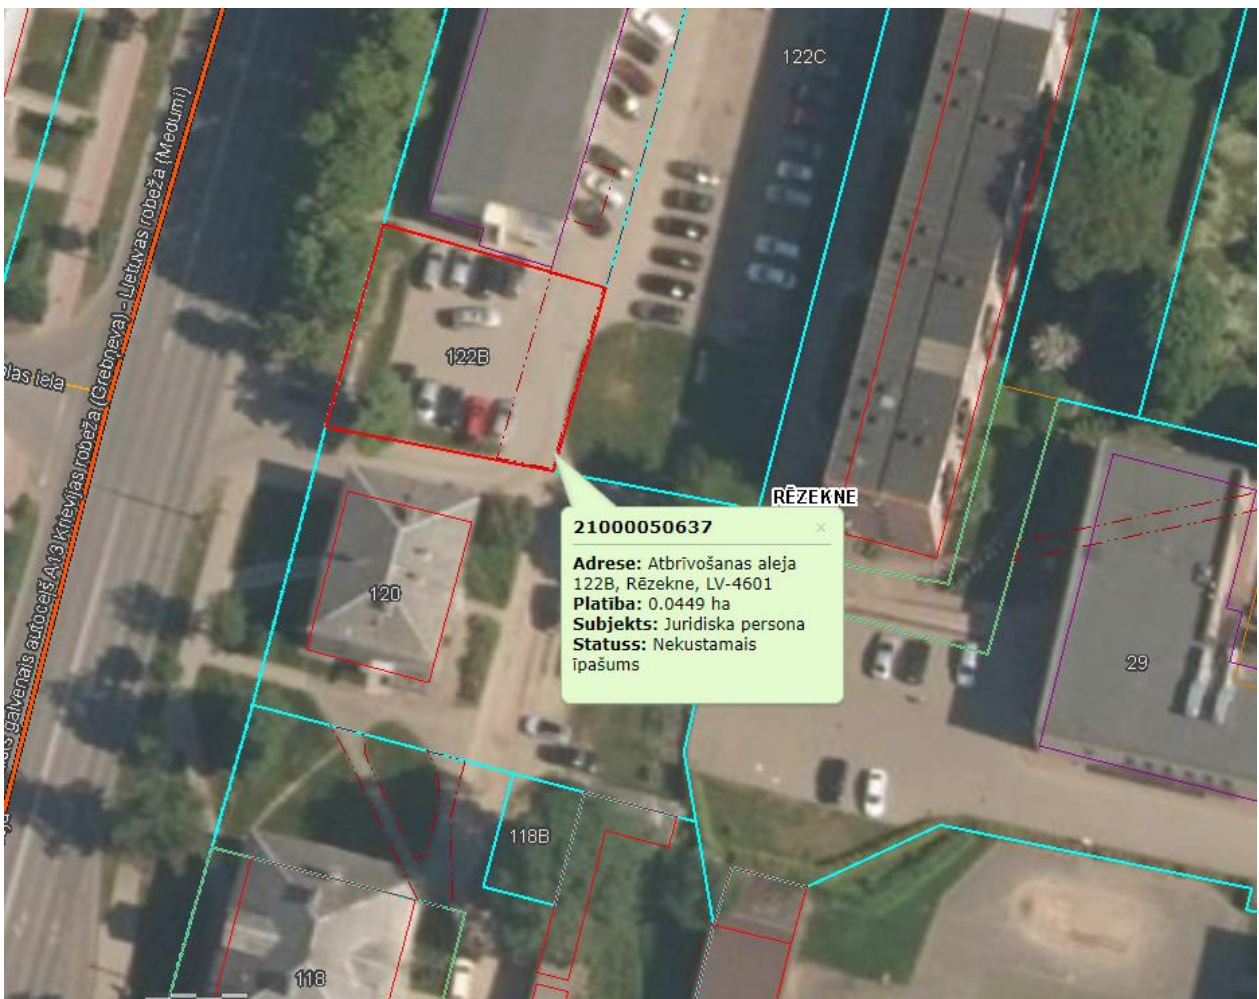 122C
galvenais autoceļš A13 Krievijas robeža (Grebņeva) - Lietuvas robeža (Medumi)
122B
las iela
RĒZEKNE
21000050637 ×
Adrese: Atbrīvošanas aleja
122B, Rēzekne, LV-4601
Platība: 0.0449 ha
Subjekts: Juridiska persona
Statuss: Nekustamais
īpašums
120
29
118B
118